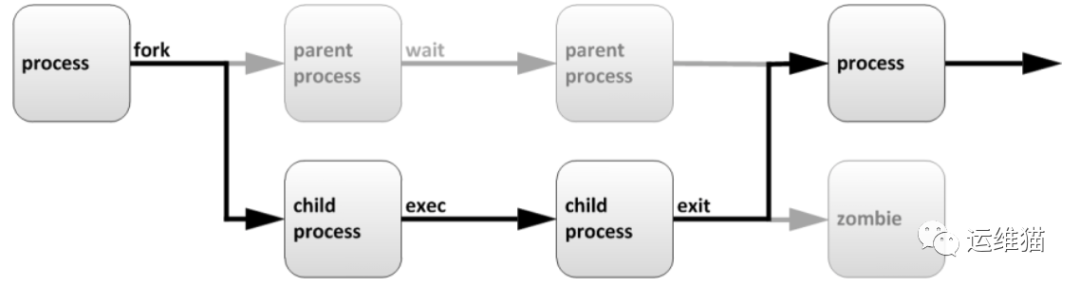 process
fork
parent
process
wait
parent
process
process
child
process
exec
child
process
exit
zombie
运维猫